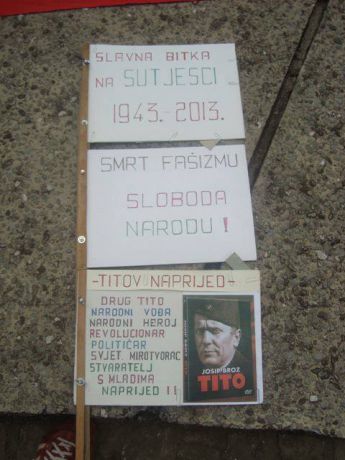 SLAVNA BITKA
NA SUTJESCI
1943.-2013.
SMRT FAŠIZMU
SLOBODA
NARODU !
-TITOV NAPRIJED-
DRUG TITO
NARODNI VOĐA
NARODNI HEROJ
REVOLUCIONAR
POLITIČAR
SVJET. MIROTVORAC
STVARATELJ
S MLADIMA
NAPRIJED !!
JOSIP BROZ
TITO